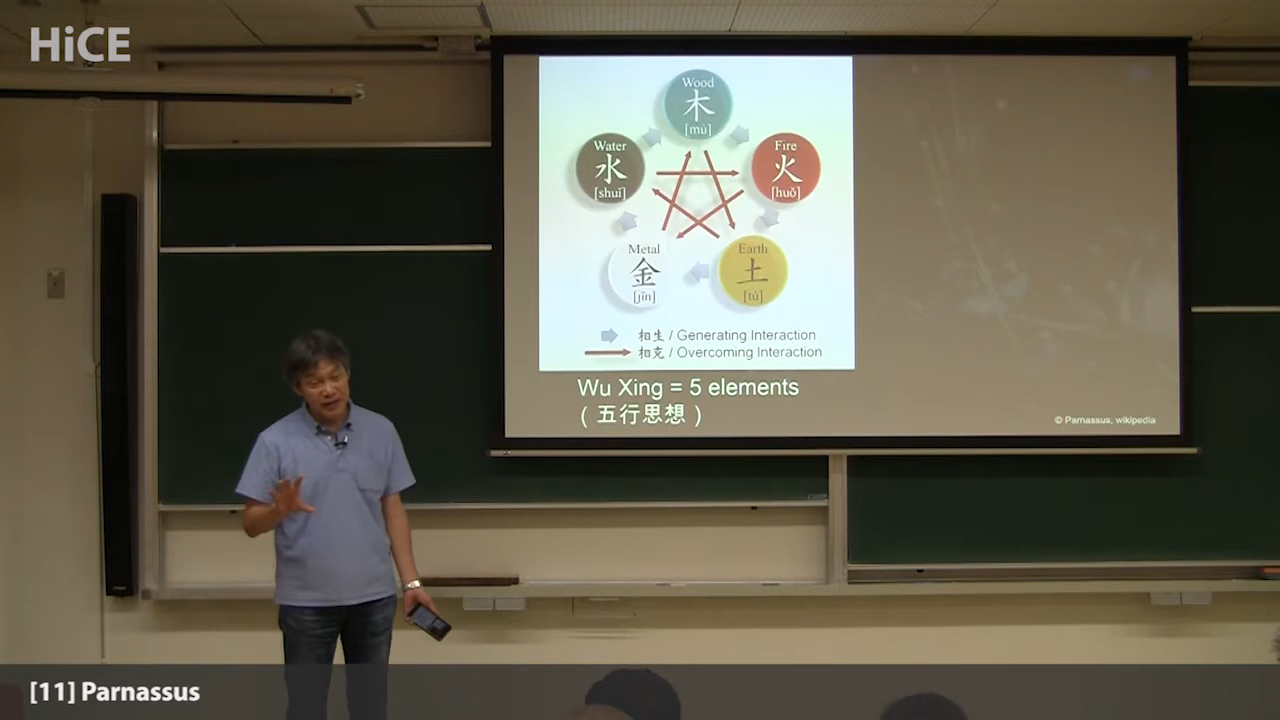 HiCE
Wood
木
[mù]
Water
水
[shuǐ]
Fire
火
[huǒ]
Metal
金
[jīn]
Earth
土
[tǔ]
相生 / Generating Interaction
相克 / Overcoming Interaction
Wu Xing = 5 elements
( 五行思想 )
© Parnassus, wikipedia
[11] Parnassus